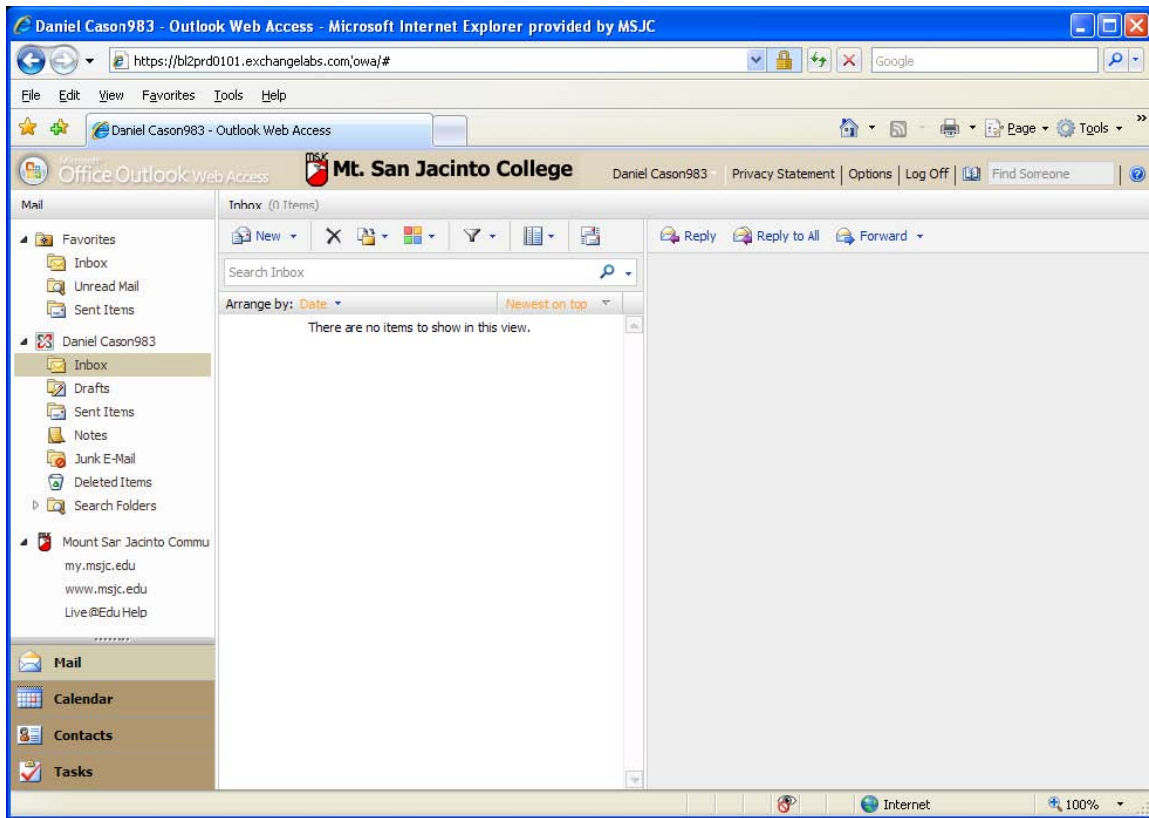 Daniel Cason983 - Outlook Web Access - Microsoft Internet Explorer provided by MSJC
https://bl2prd0101.exchangelabs.com/owa/#
Google
File Edit View Favorites Tools Help
Daniel Cason983 - Outlook Web Access
Page Tools
Microsoft
Office Outlook Web Access
MSJC
Mt. San Jacinto College
Daniel Cason983
Privacy Statement | Options | Log Off | Find Someone
Mail
Inbox (0 Items)
Favorites
Inbox
Unread Mail
Sent Items
Daniel Cason983
Inbox
Drafts
Sent Items
Notes
Junk E-Mail
Deleted Items
Search Folders
Mount San Jacinto Commu
my.msjc.edu
www.msjc.edu
Live@Edu Help
Mail
Calendar
Contacts
Tasks
New
Search Inbox
Arrange by: Date Newest on top
There are no items to show in this view.
Reply Reply to All Forward
Internet 100%